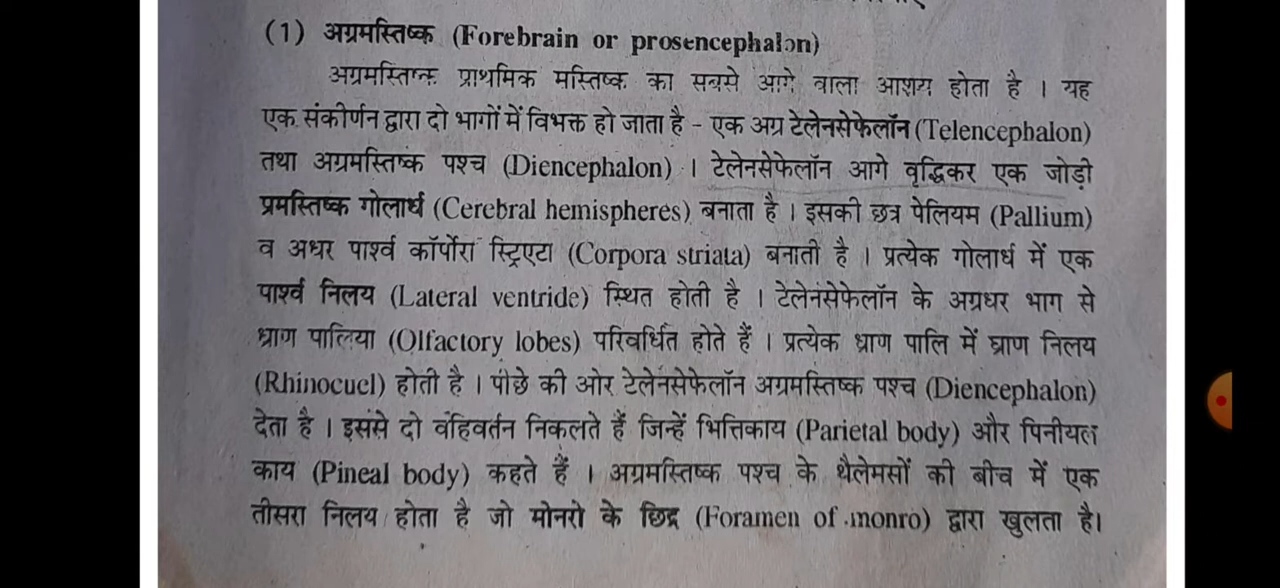 (1) अग्रमस्तिष्क (Forebrain or prosencephalon)
अग्रमस्तिष्क प्राथमिक मस्तिष्क का सबसे आगे वाला आशय होता है । यह
एक संकीर्णन द्वारा दो भागों में विभक्त हो जाता है - एक अग्र टेलेनसेफेलॉन (Telencephalon)
तथा अग्रमस्तिष्क पश्च (Diencephalon) । टेलेनसेफेलॉन आगे वृद्धिकर एक जोड़ी
प्रमस्तिष्क गोलार्ध (Cerebral hemispheres) बनाता है । इसकी छत्र पेलियम (Pallium)
व अधर पार्श्व कॉर्पोरा स्ट्रिएटा (Corpora striata) बनाती है । प्रत्येक गोलार्ध में एक
पार्श्व निलय (Lateral ventride) स्थित होती है । टेलेनसेफेलॉन के अग्रधर भाग से
घ्राण पालिया (Olfactory lobes) परिवर्धित होते हैं । प्रत्येक घ्राण पालि में घ्राण निलय
(Rhinocuel) होती है । पीछे की ओर टेलेनसेफेलॉन अग्रमस्तिष्क पश्च (Diencephalon)
देता है । इससे दो वहिवर्तन निकलते हैं जिन्हें भित्तिकाय (Parietal body) और पिनीयल
काय (Pineal body) कहते हैं । अग्रमस्तिष्क पश्च के थैलेमसों की बीच में एक
तीसरा निलय होता है जो मोनरो के छिद्र (Foramen of monro) द्वारा खुलता है।